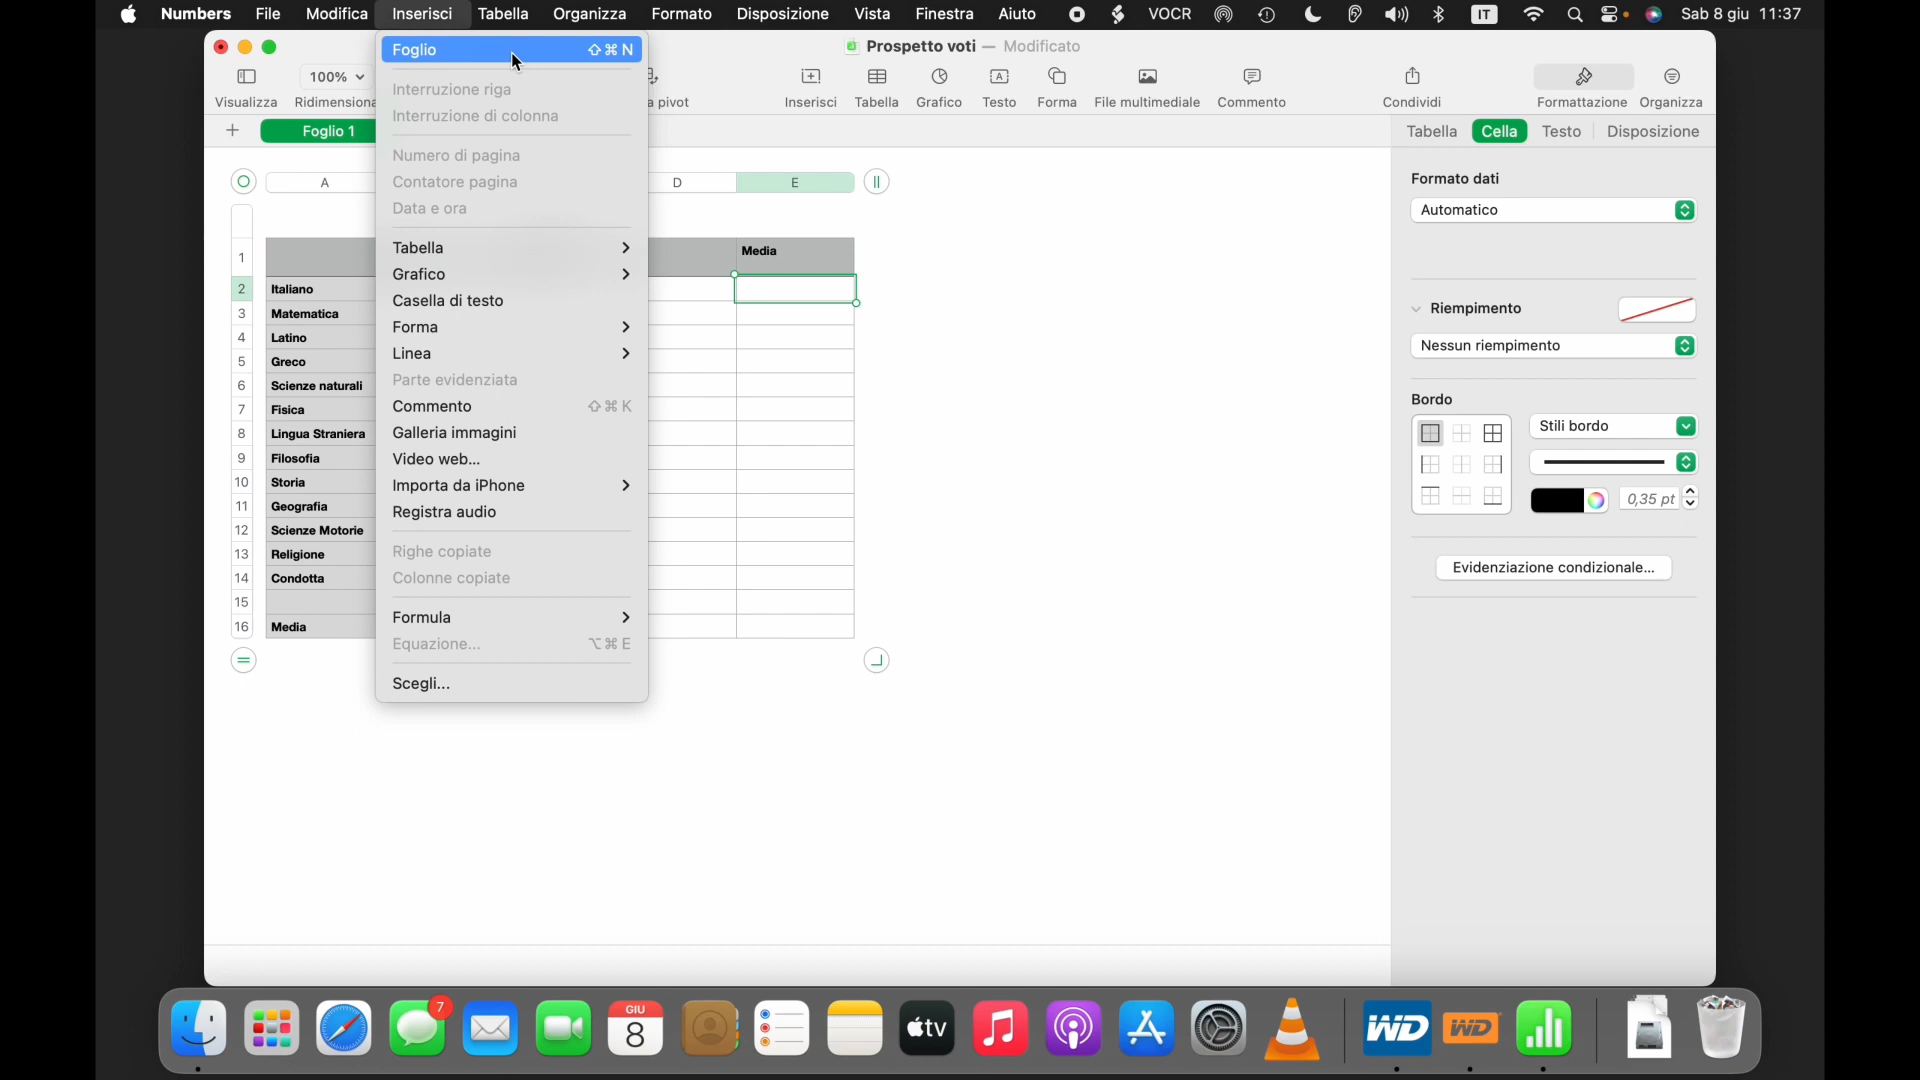 Numbers File Modifica Inserisci Tabella Organizza Formato Disposizione Vista Finestra Aiuto VOCR IT Sab 8 giu 11:37
Prospetto voti — Modificato
100%
Visualizza Ridimensiona a pivot Inserisci Tabella Grafico Testo Forma File multimediale Commento Condividi Formattazione Organizza
Foglio 1
Foglio ⇧⌘N
Interruzione riga
Interruzione di colonna
Numero di pagina
Contatore pagina
Data e ora
Tabella
Grafico
Casella di testo
Forma
Linea
Parte evidenziata
Commento ⇧⌘K
Galleria immagini
Video web...
Importa da iPhone
Registra audio
Righe copiate
Colonne copiate
Formula
Equazione... ⌥⌘E
Scegli...
A D E
1 Media
2 Italiano
3 Matematica
4 Latino
5 Greco
6 Scienze naturali
7 Fisica
8 Lingua Straniera
9 Filosofia
10 Storia
11 Geografia
12 Scienze Motorie
13 Religione
14 Condotta
15
16 Media
Tabella Cella Testo Disposizione
Formato dati
Automatico
Riempimento
Nessun riempimento
Bordo
Stili bordo
0,35 pt
Evidenziazione condizionale...
7
GIU
8
tv
WD
WD